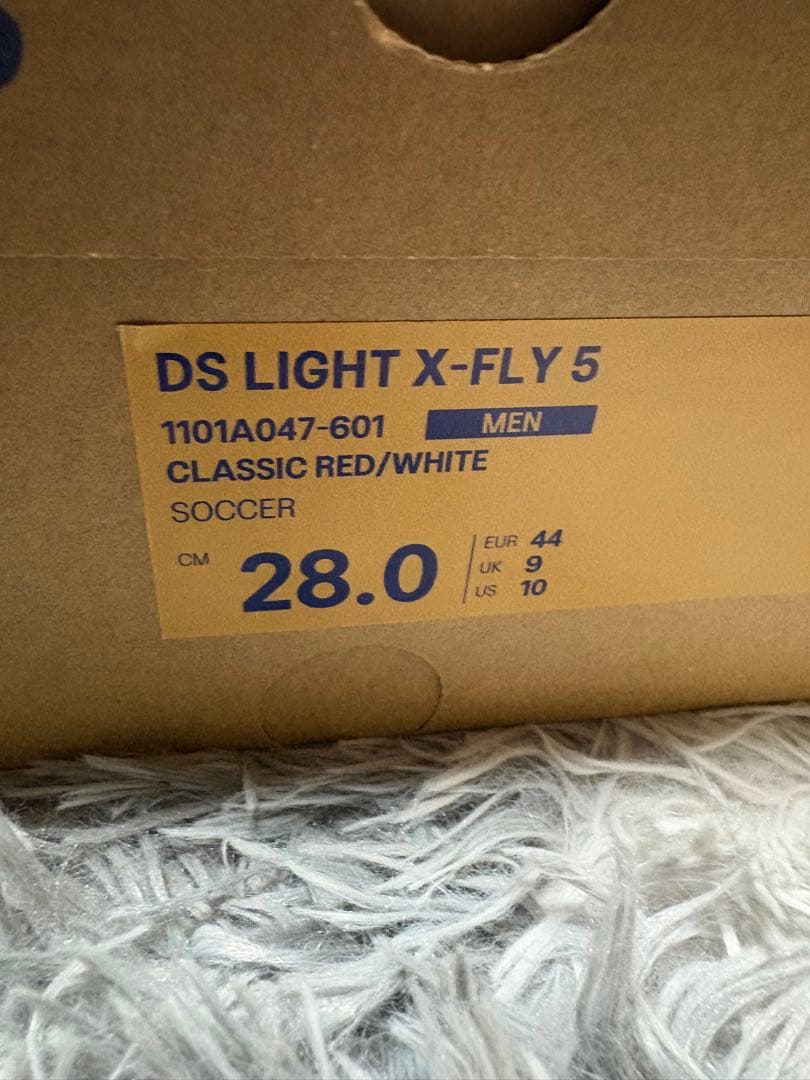 DS LIGHT X-FLY 5
1101A047-601 MEN
CLASSIC RED/WHITE
SOCCER
CM 28.0
EUR 44
UK 9
US 10